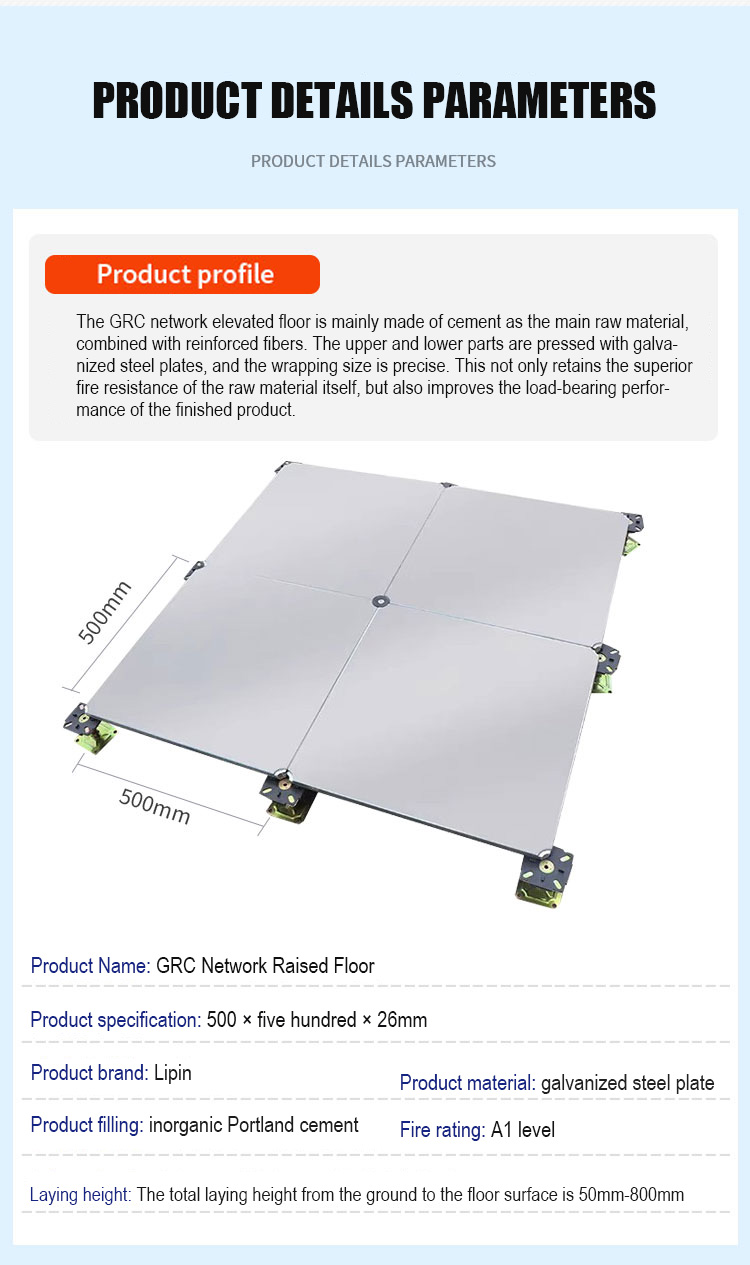 PRODUCT DETAILS PARAMETERS
PRODUCT DETAILS PARAMETERS
Product profile
The GRC network elevated floor is mainly made of cement as the main raw material,
combined with reinforced fibers. The upper and lower parts are pressed with galva-
nized steel plates, and the wrapping size is precise. This not only retains the superior
fire resistance of the raw material itself, but also improves the load-bearing perfor-
mance of the finished product.
500mm
500mm
Product Name: GRC Network Raised Floor
Product specification: 500 × five hundred × 26mm
Product brand: Lipin
Product material: galvanized steel plate
Product filling: inorganic Portland cement
Fire rating: A1 level
Laying height: The total laying height from the ground to the floor surface is 50mm-800mm